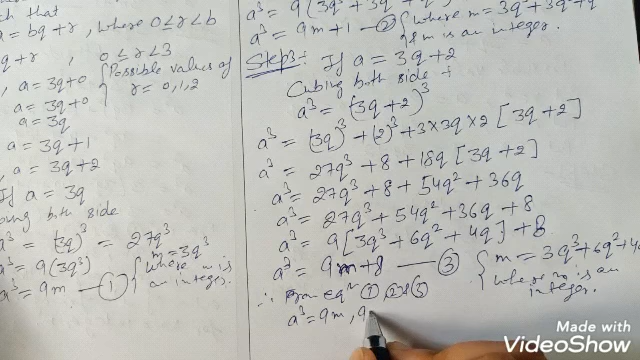 that
a = bq + r, where 0≤r<b
q + r, 0≤r<3
, a = 3q+0 {Possible values of
a = 3q+0 r = 0,1,2
a = 3q
a = 3q+1
, a = 3q+2
If a = 3q
both side
a³ = (3q)³ = 27q³
a³ = 9(3q³) {m = 3q³
a³ = 9m —① where m is
an integer.
a³ = 9(3q³ + 3q² + q)
a³ = 9m + 1 —② {where m = 3q³+3q²+q
& m is an integer.
Step3:- If a = 3q+2
Cubing both side
a³ = (3q+2)³
a³ = (3q)³ + (2)³ + 3×3q×2 [3q+2]
a³ = 27q³ + 8 + 18q [3q+2]
a³ = 27q³ + 8 + 54q² + 36q
a³ = 27q³ + 54q² + 36q + 8
a³ = 9[3q³ + 6q² + 4q] + 8
a³ = 9m+8 —③ {m = 3q³+6q²+4q
where m is an
integer.
∴ From eqⁿ ① ② & ③
a³ = 9m, 9
Made with
VivaVideo